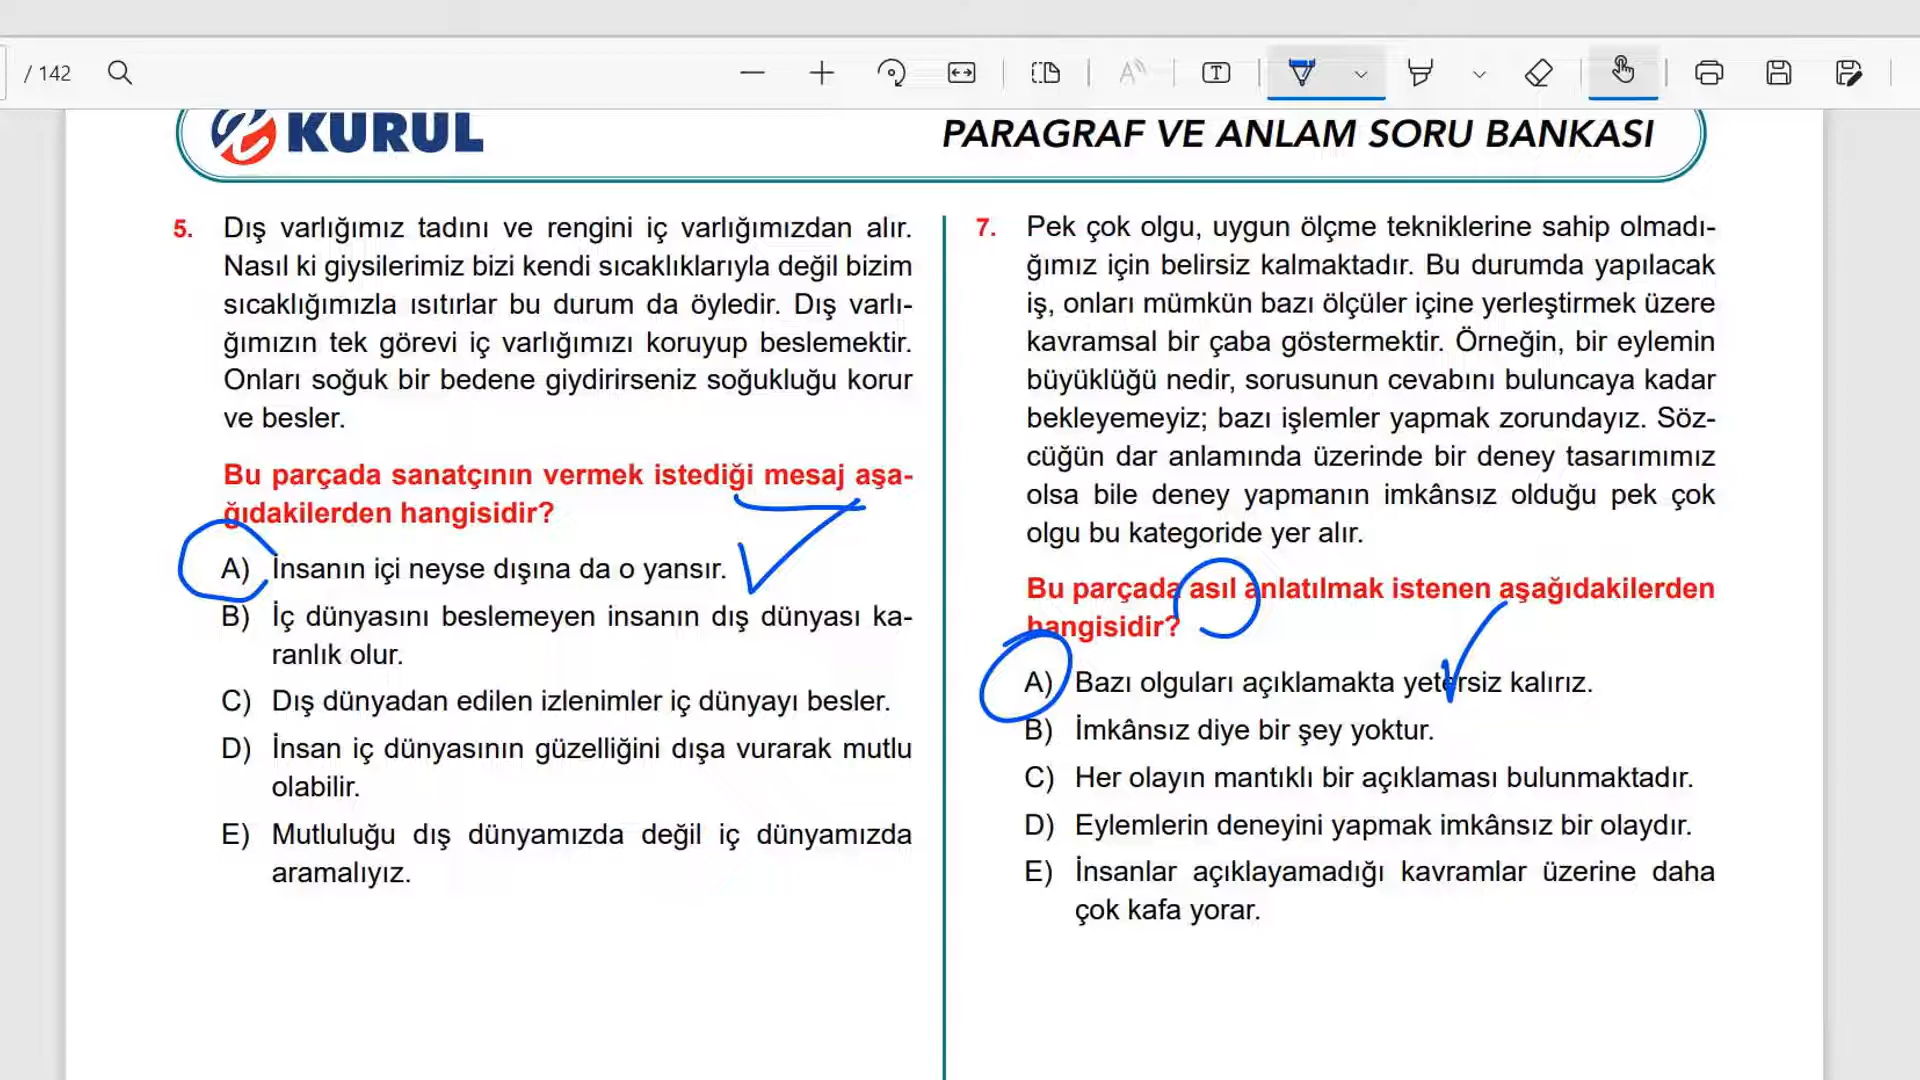 / 142
KURUL
PARAGRAF VE ANLAM SORU BANKASI
5. Dış varlığımız tadını ve rengini iç varlığımızdan alır.
Nasıl ki giysilerimiz bizi kendi sıcaklıklarıyla değil bizim
sıcaklığımızla ısıtırlar bu durum da öyledir. Dış varlı-
ğımızın tek görevi iç varlığımızı koruyup beslemektir.
Onları soğuk bir bedene giydirirseniz soğukluğu korur
ve besler.
Bu parçada sanatçının vermek istediği mesaj aşa-
ğıdakilerden hangisidir?
A) İnsanın içi neyse dışına da o yansır.
B) İç dünyasını beslemeyen insanın dış dünyası ka-
ranlık olur.
C) Dış dünyadan edilen izlenimler iç dünyayı besler.
D) İnsan iç dünyasının güzelliğini dışa vurarak mutlu
olabilir.
E) Mutluluğu dış dünyamızda değil iç dünyamızda
aramalıyız.
7. Pek çok olgu, uygun ölçme tekniklerine sahip olmadı-
ğımız için belirsiz kalmaktadır. Bu durumda yapılacak
iş, onları mümkün bazı ölçüler içine yerleştirmek üzere
kavramsal bir çaba göstermektir. Örneğin, bir eylemin
büyüklüğü nedir, sorusunun cevabını buluncaya kadar
bekleyemeyiz; bazı işlemler yapmak zorundayız. Söz-
cüğün dar anlamında üzerinde bir deney tasarımımız
olsa bile deney yapmanın imkânsız olduğu pek çok
olgu bu kategoride yer alır.
Bu parçada asıl anlatılmak istenen aşağıdakilerden
hangisidir?
A) Bazı olguları açıklamakta yetersiz kalırız.
B) İmkânsız diye bir şey yoktur.
C) Her olayın mantıklı bir açıklaması bulunmaktadır.
D) Eylemlerin deneyini yapmak imkânsız bir olaydır.
E) İnsanlar açıklayamadığı kavramlar üzerine daha
çok kafa yorar.